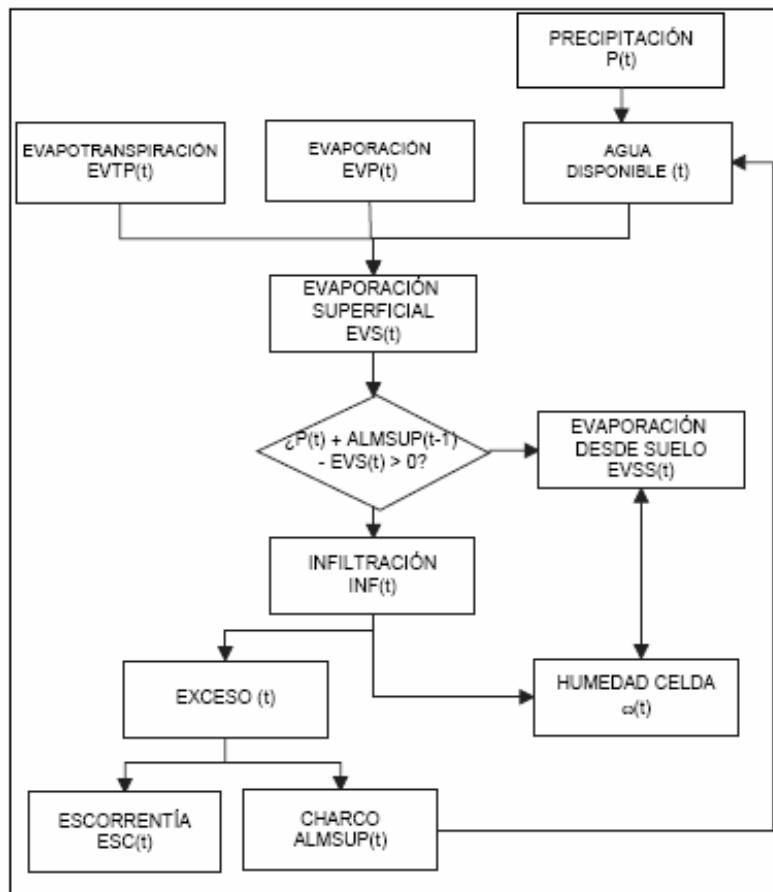 PRECIPITACIÓN
P(t)
EVAPOTRANSPIRACIÓN
EVTP(t)
EVAPORACIÓN
EVP(t)
AGUA
DISPONIBLE (t)
EVAPORACIÓN
SUPERFICIAL
EVS(t)
¿P(t) + ALMSUP(t-1)
- EVS(t) > 0?
EVAPORACIÓN
DESDE SUELO
EVSS(t)
INFILTRACIÓN
INF(t)
EXCESO (t)
HUMEDAD CELDA
ω(t)
ESCORRENTÍA
ESC(t)
CHARCO
ALMSUP(t)